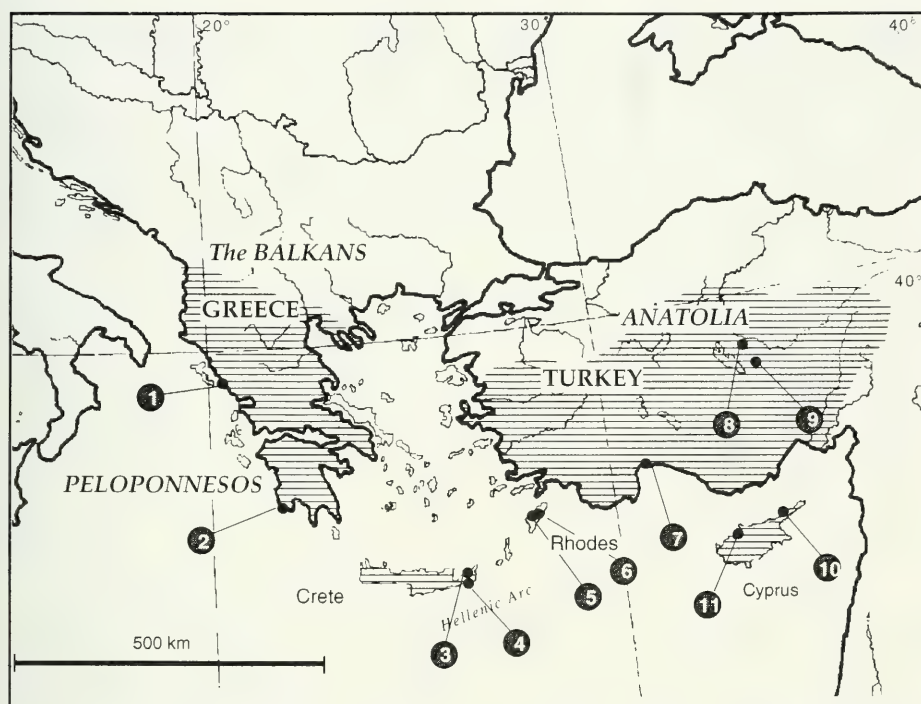 20°
30
40°
The BALKANS
GREECE
40°
ANATOLIA
TURKEY
1
8
9
PELOPONNESOS
2
7
Rhodes
6
10
Crete
5
11
Cyprus
Hellenic Arc
500 km
3
4